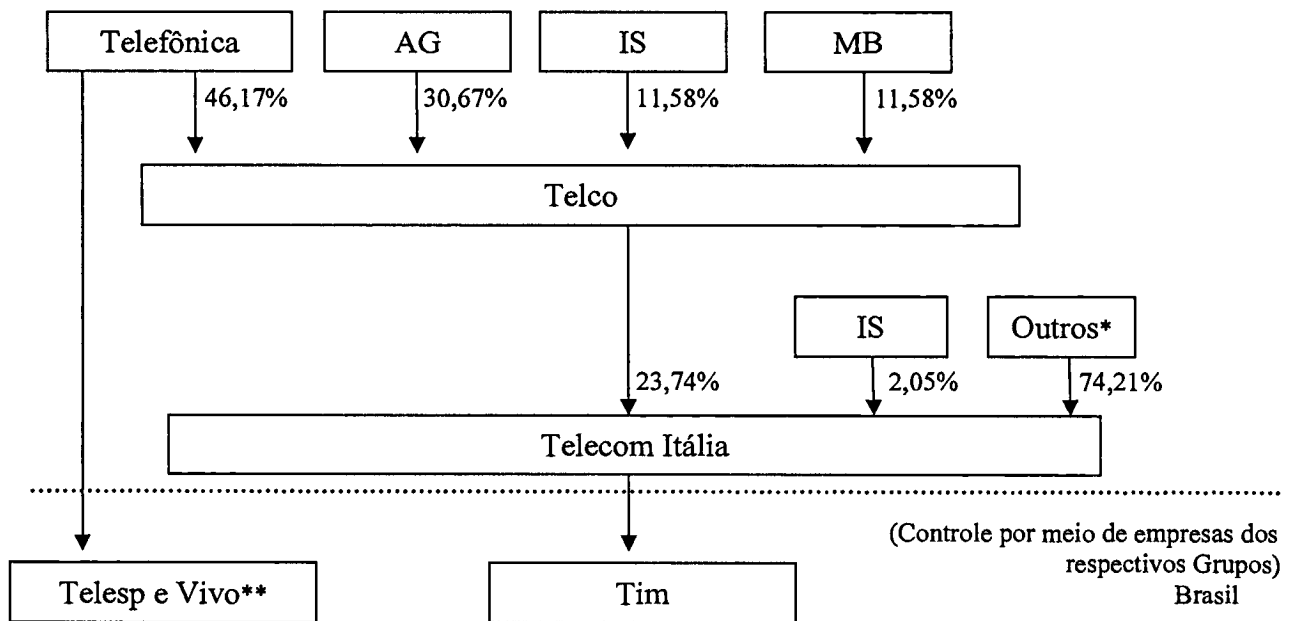 Telefônica
AG
IS
MB
46,17%
30,67%
11,58%
11,58%
Telco
IS
Outros*
23,74%
2,05%
74,21%
Telecom Itália
(Controle por meio de empresas dos
respectivos Grupos)
Brasil
Telesp e Vivo**
Tim